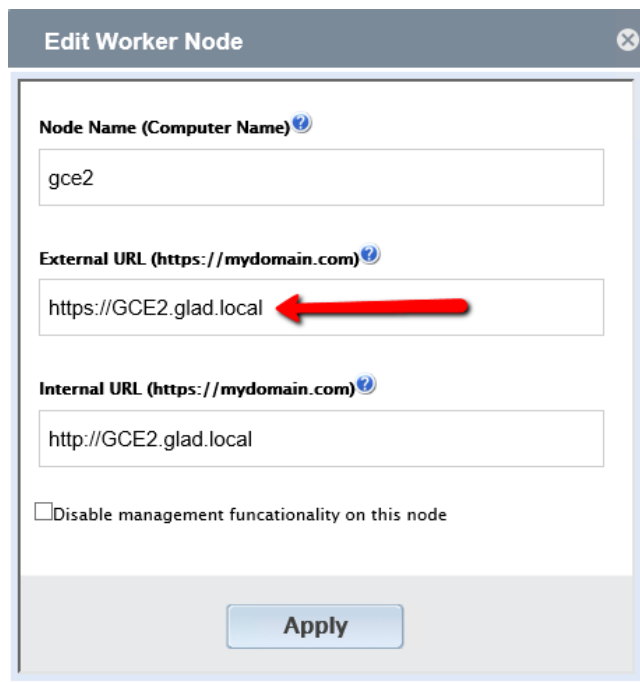 Edit Worker Node
Node Name (Computer Name)
gce2
External URL (https://mydomain.com)
https://GCE2.glad.local
Internal URL (https://mydomain.com)
http://GCE2.glad.local
Disable management funcationality on this node
Apply